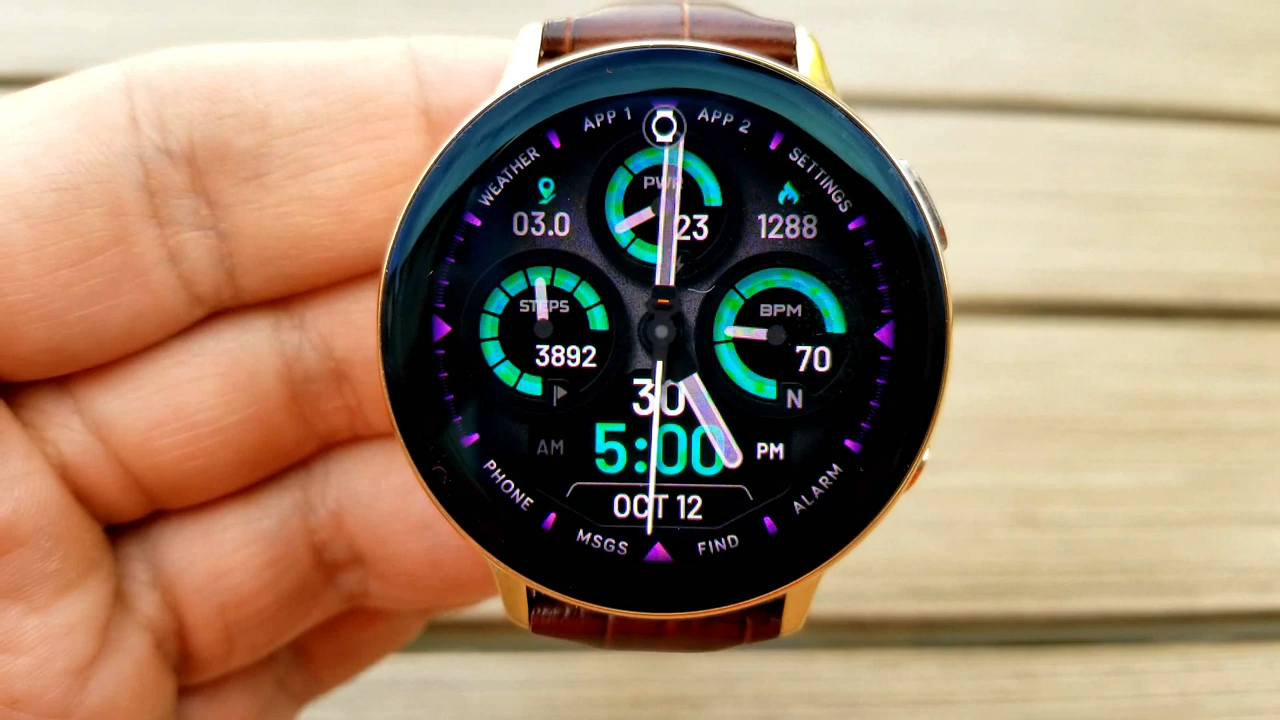 APP 1
APP 2
WEATHER
SETTINGS
PWR
23
03.0
1288
STEPS
3892
BPM
70
N
30
AM
5:00
PM
OCT 12
PHONE
ALARM
MSGS
FIND